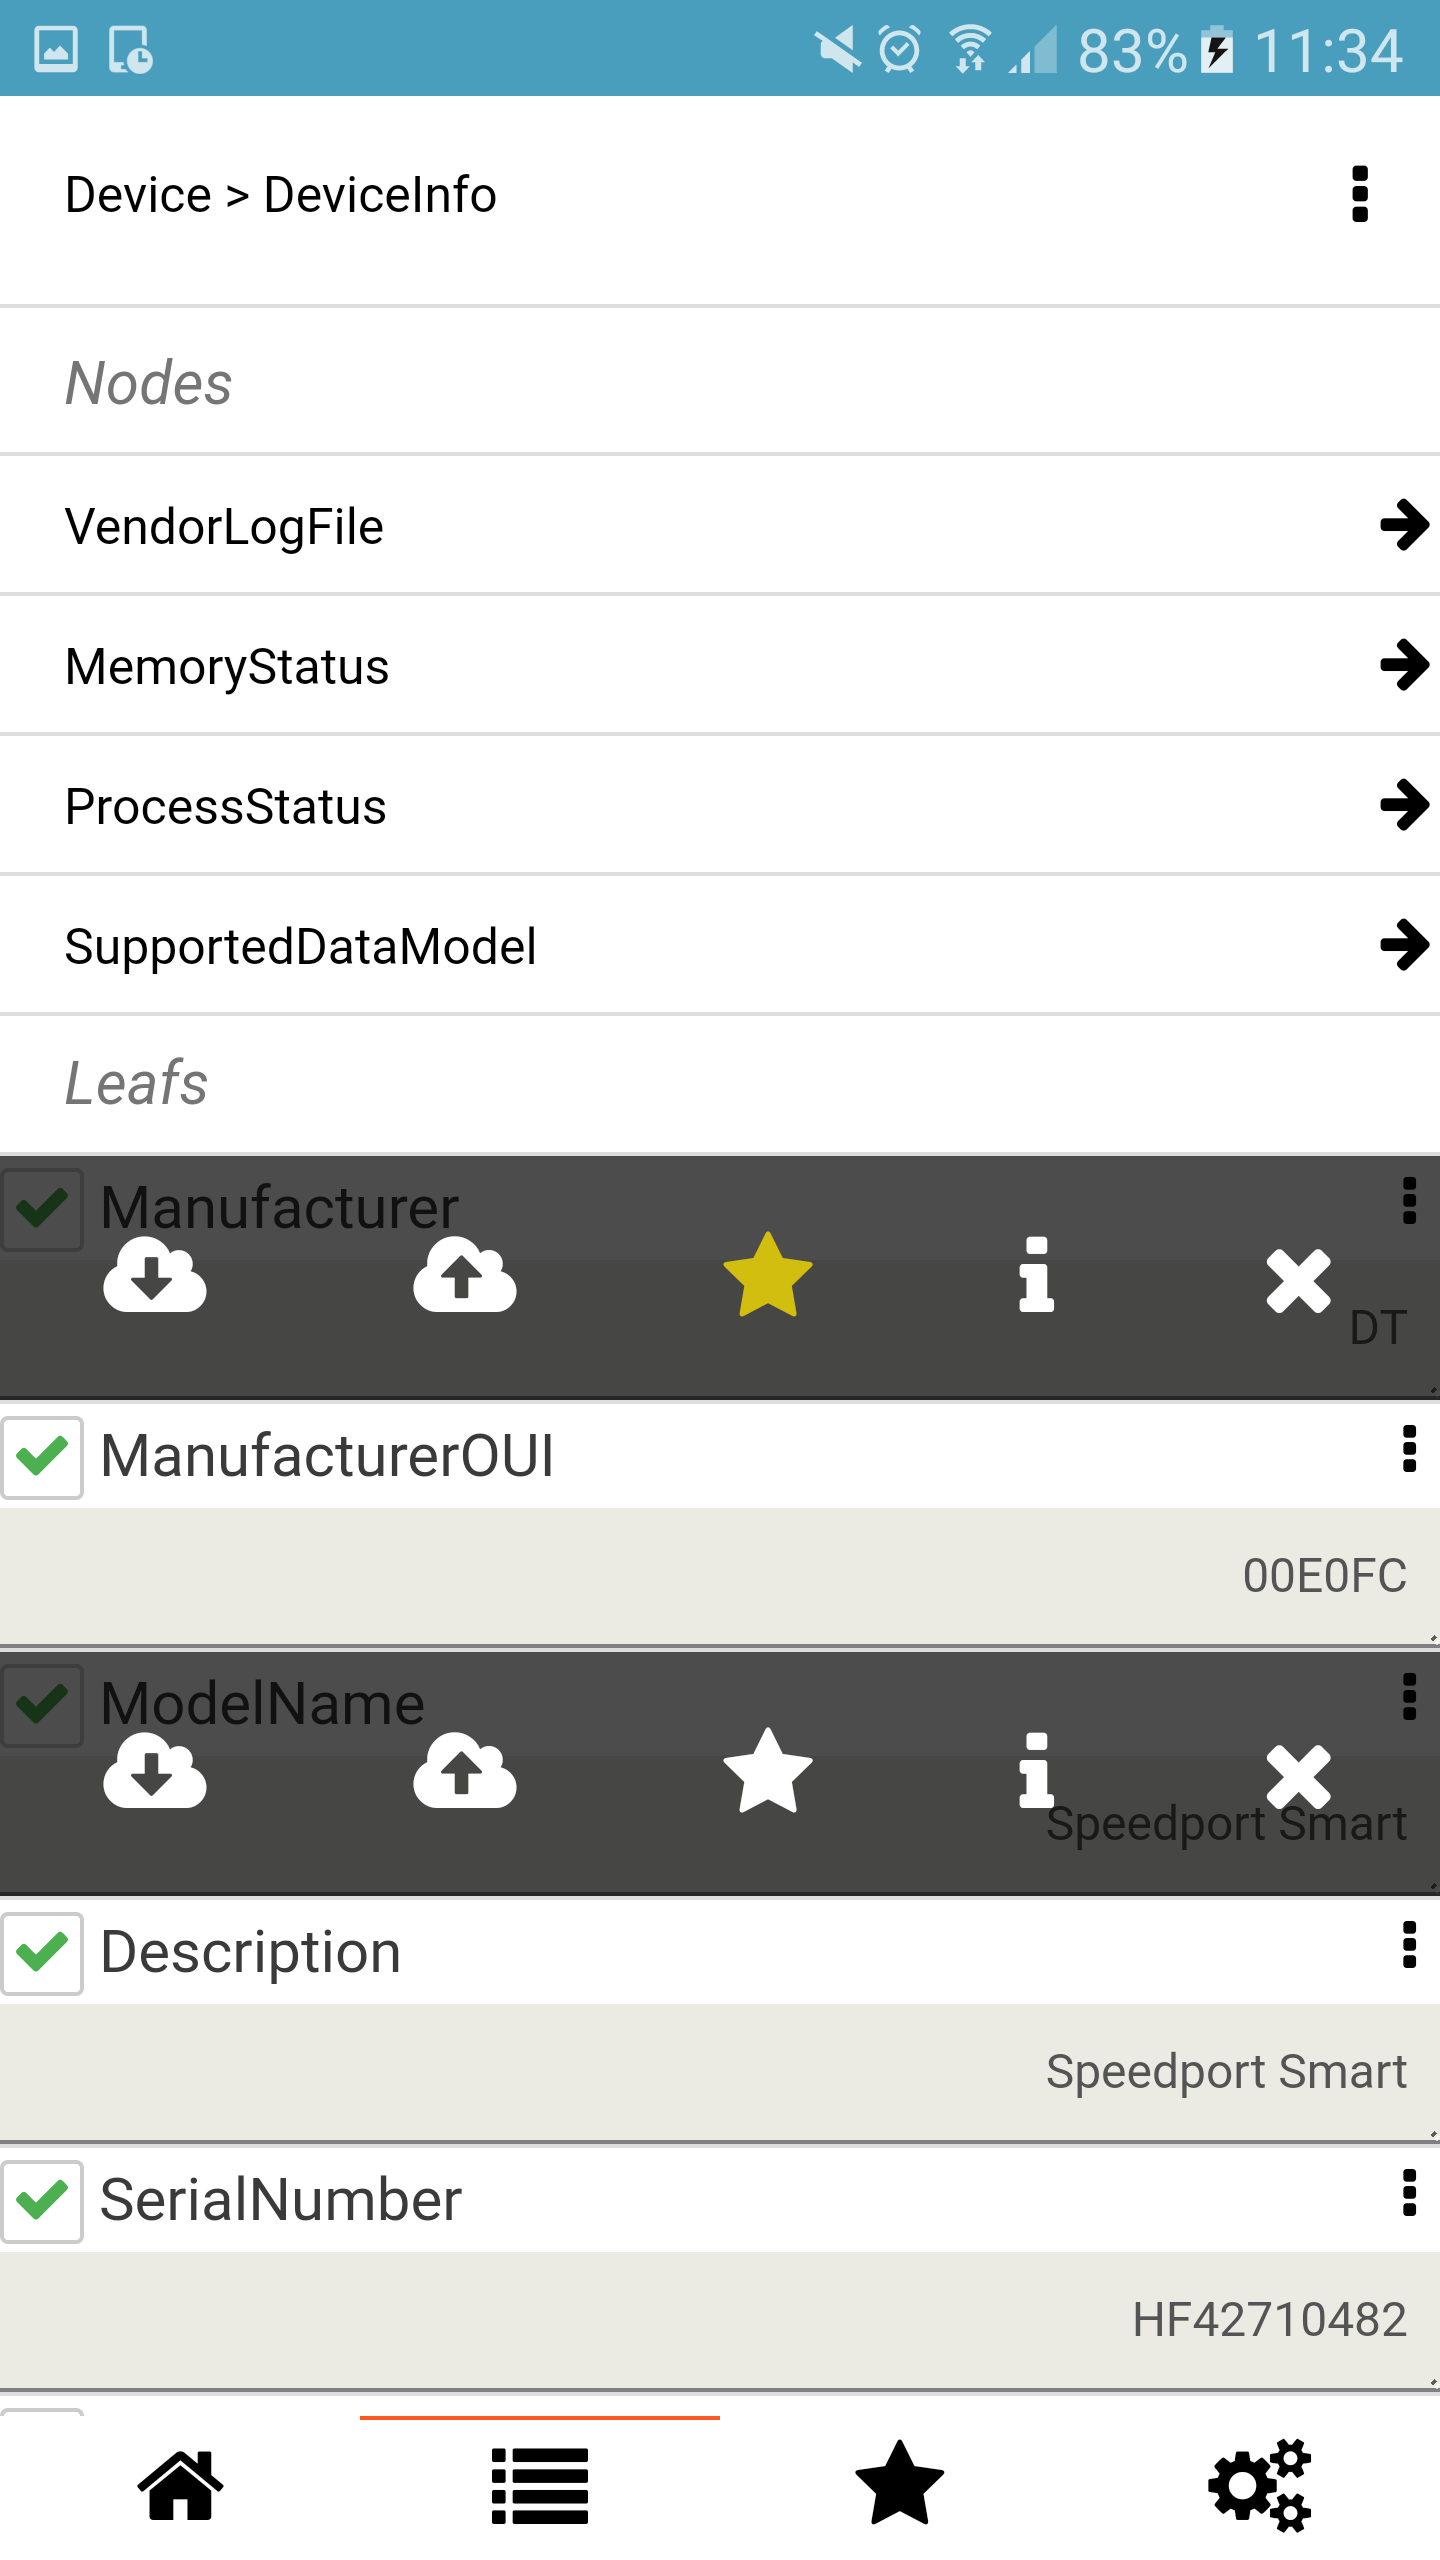 83% 11:34
Device > DeviceInfo
Nodes
VendorLogFile
MemoryStatus
ProcessStatus
SupportedDataModel
Leafs
Manufacturer
DT
ManufacturerOUI
00E0FC
ModelName
Speedport Smart
Description
Speedport Smart
SerialNumber
HF42710482